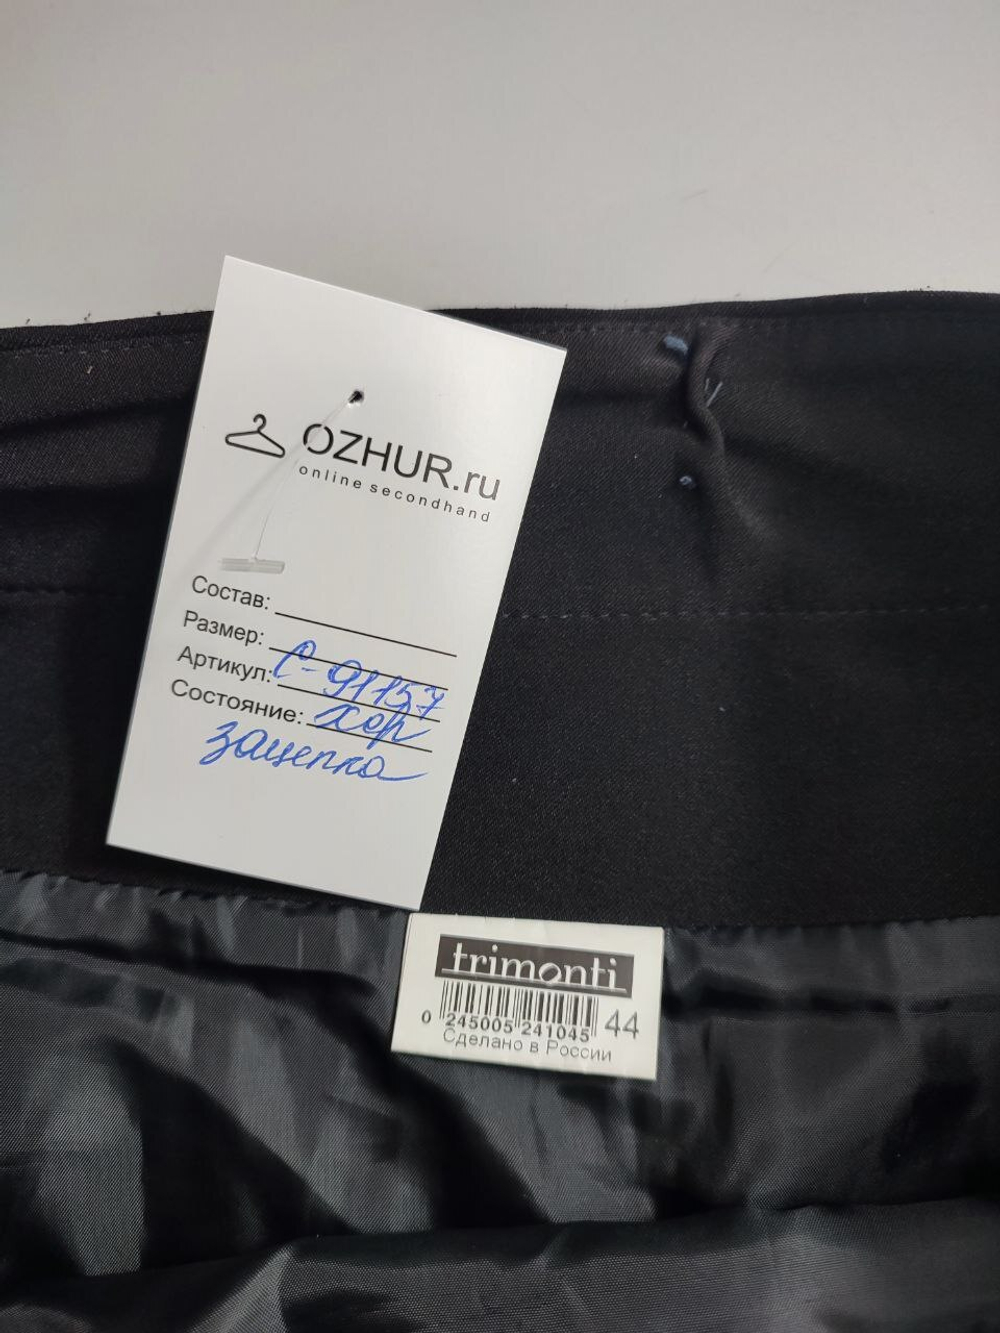 OZHUR.ru
online secondhand
Состав:
Размер:
Артикул: С-91157
Состояние: хор
зацепка
trimonti
0 245005 241045 44
Сделано в России